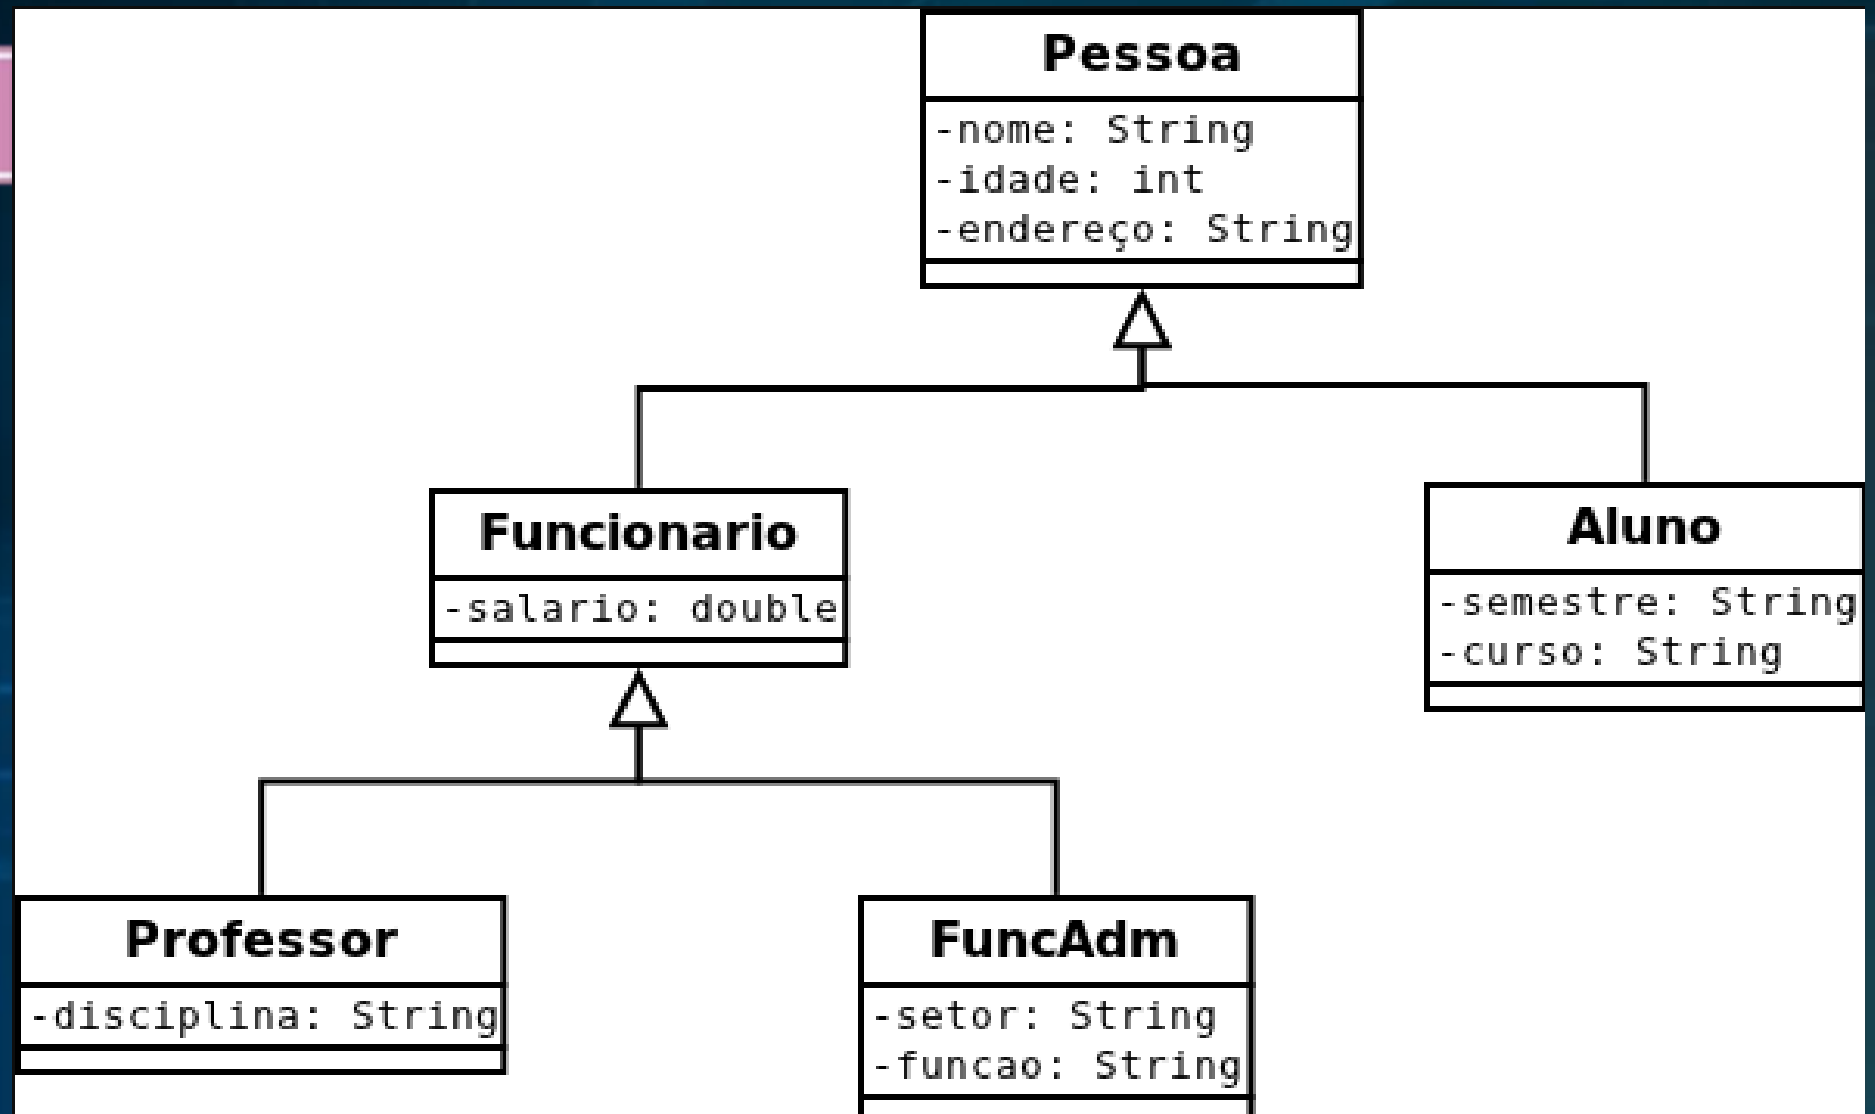 Pessoa
-nome: String
-idade: int
-endereço: String
Funcionario
-salario: double
Aluno
-semestre: String
-curso: String
Professor
-disciplina: String
FuncAdm
-setor: String
-funcao: String